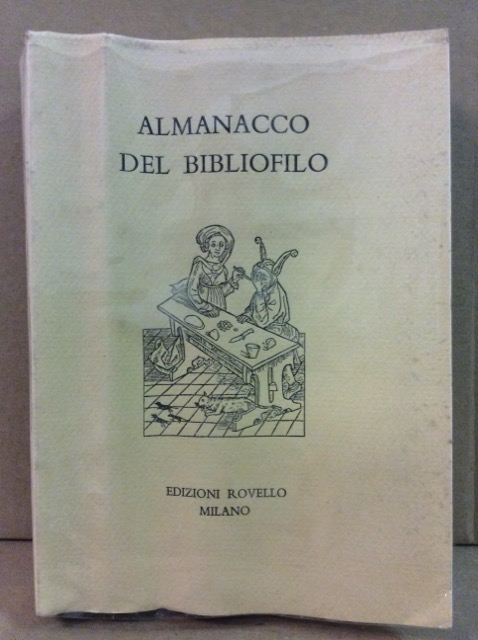 ALMANACCO
DEL BIBLIOFILO
EDIZIONI ROVELLO
MILANO